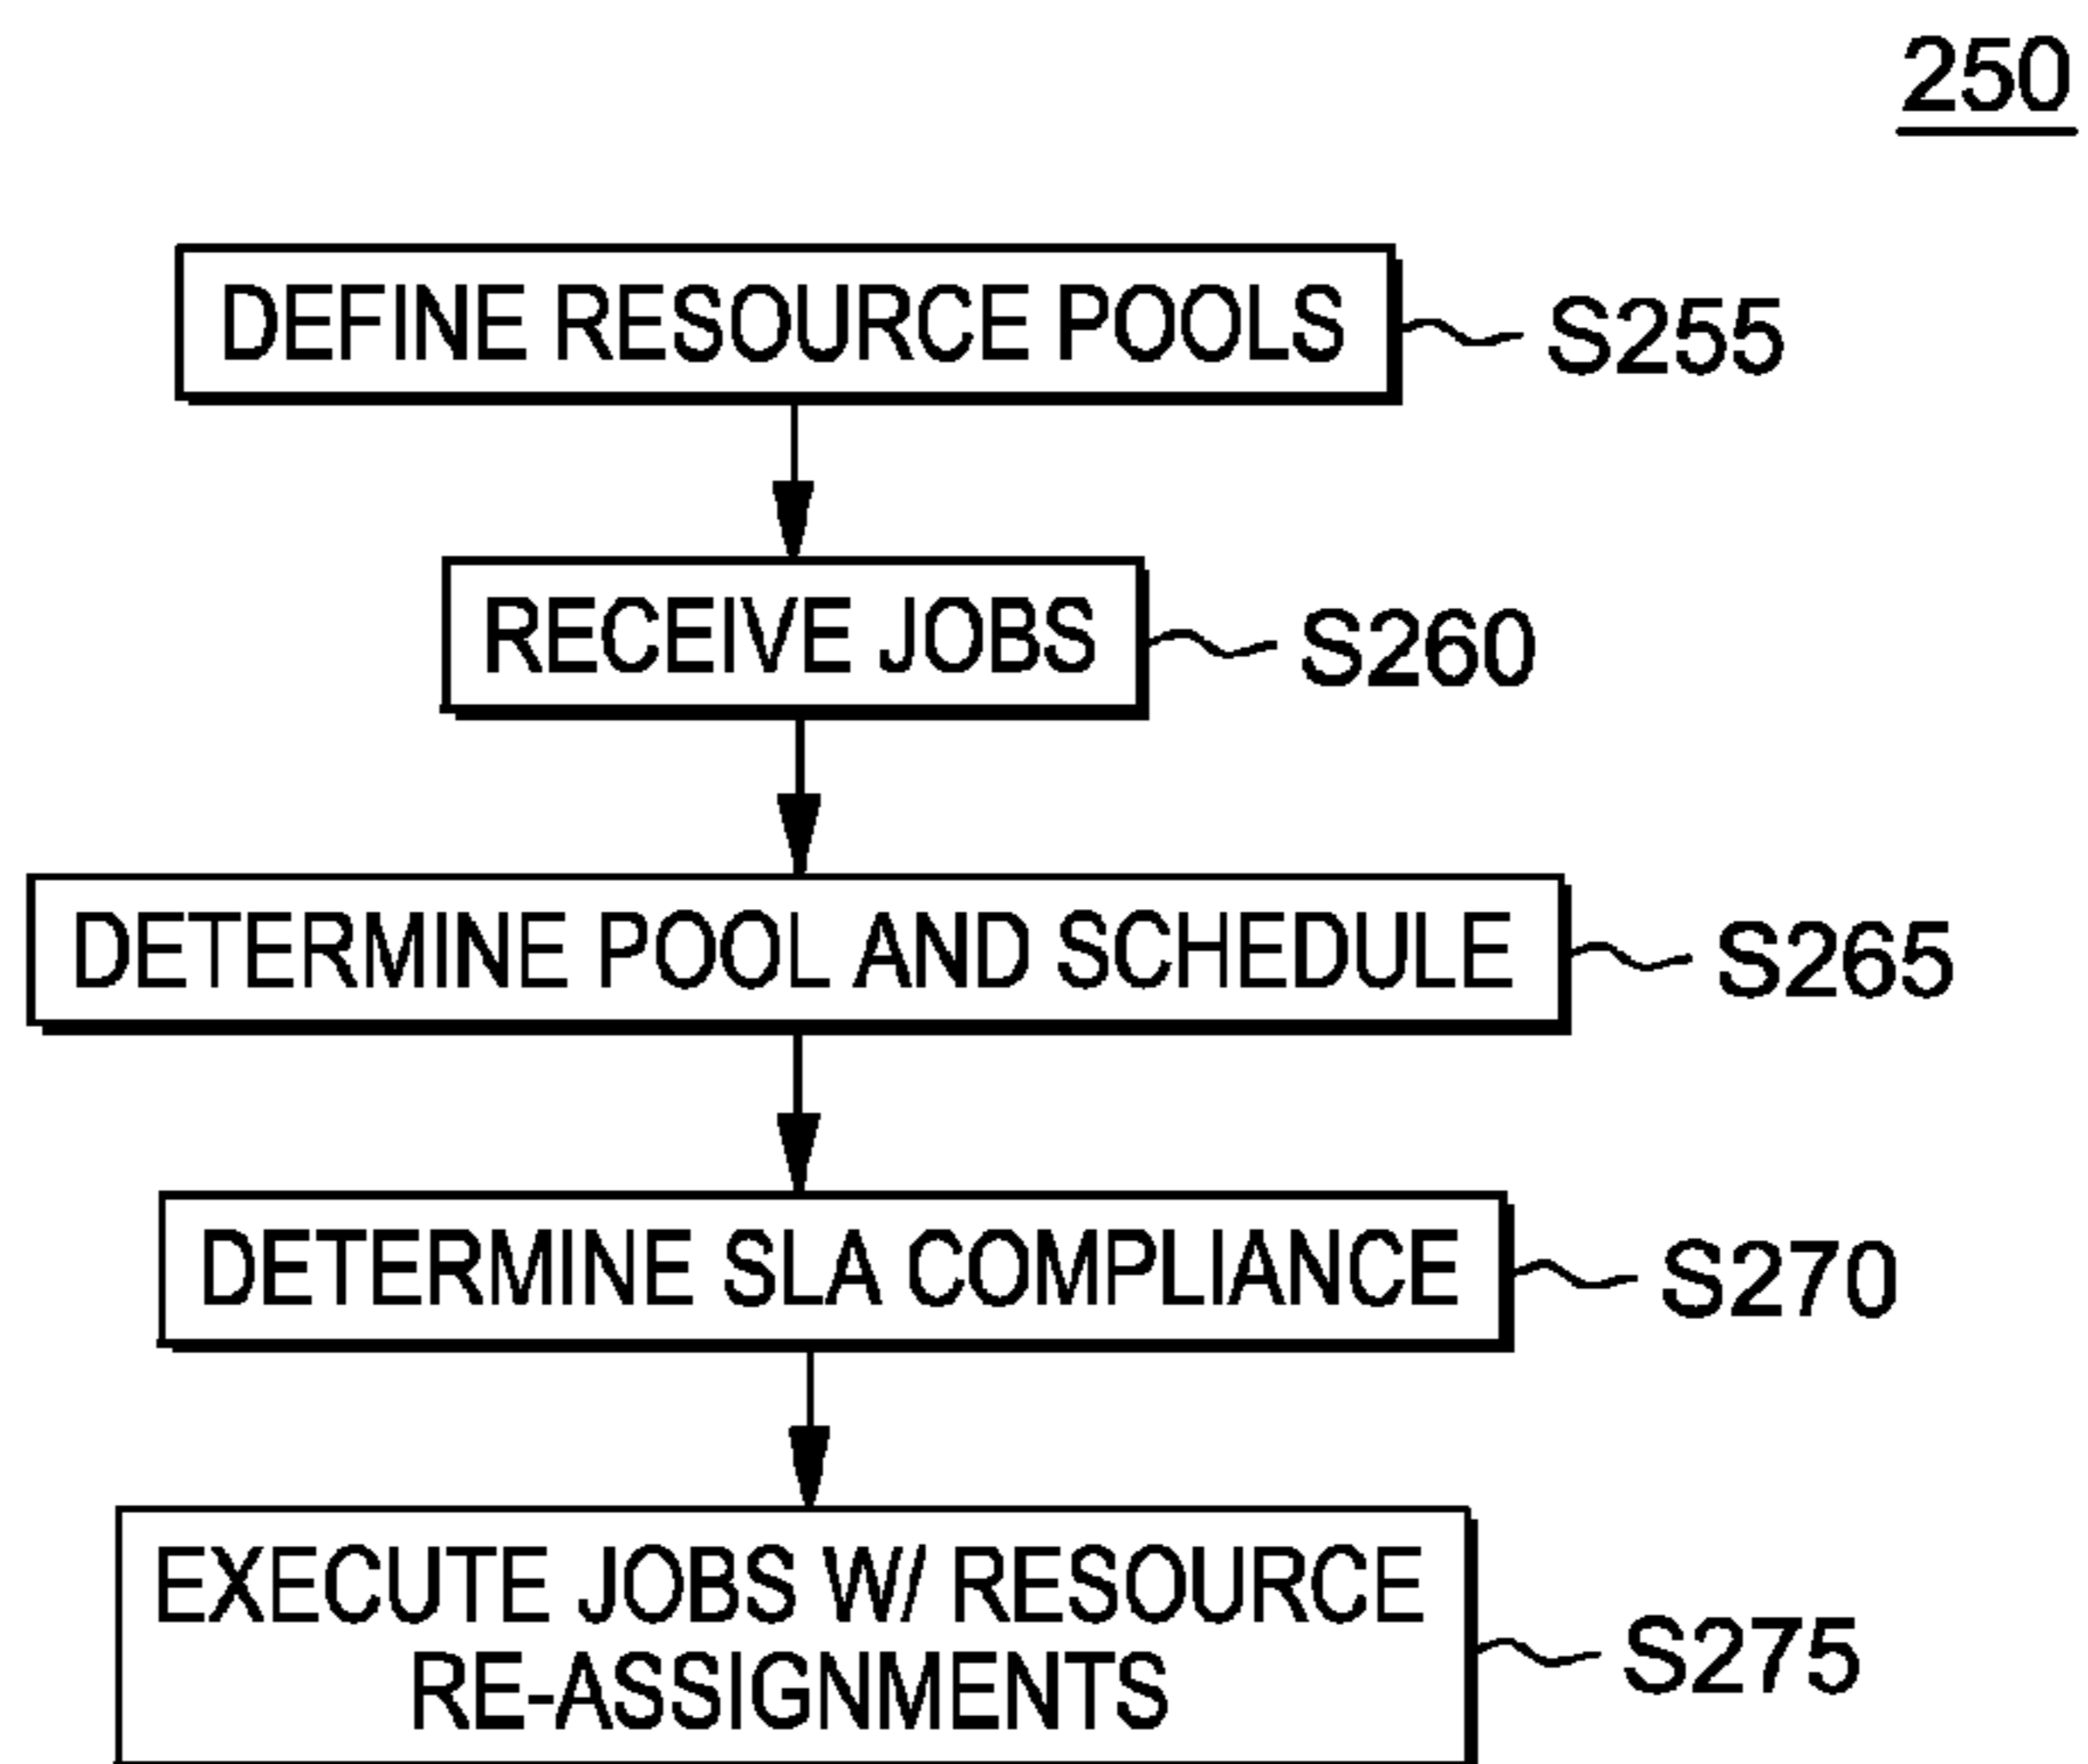 250
DEFINE RESOURCE POOLS
S255
RECEIVE JOBS
S260
DETERMINE POOL AND SCHEDULE
S265
DETERMINE SLA COMPLIANCE
S270
EXECUTE JOBS W/ RESOURCE
RE-ASSIGNMENTS
S275